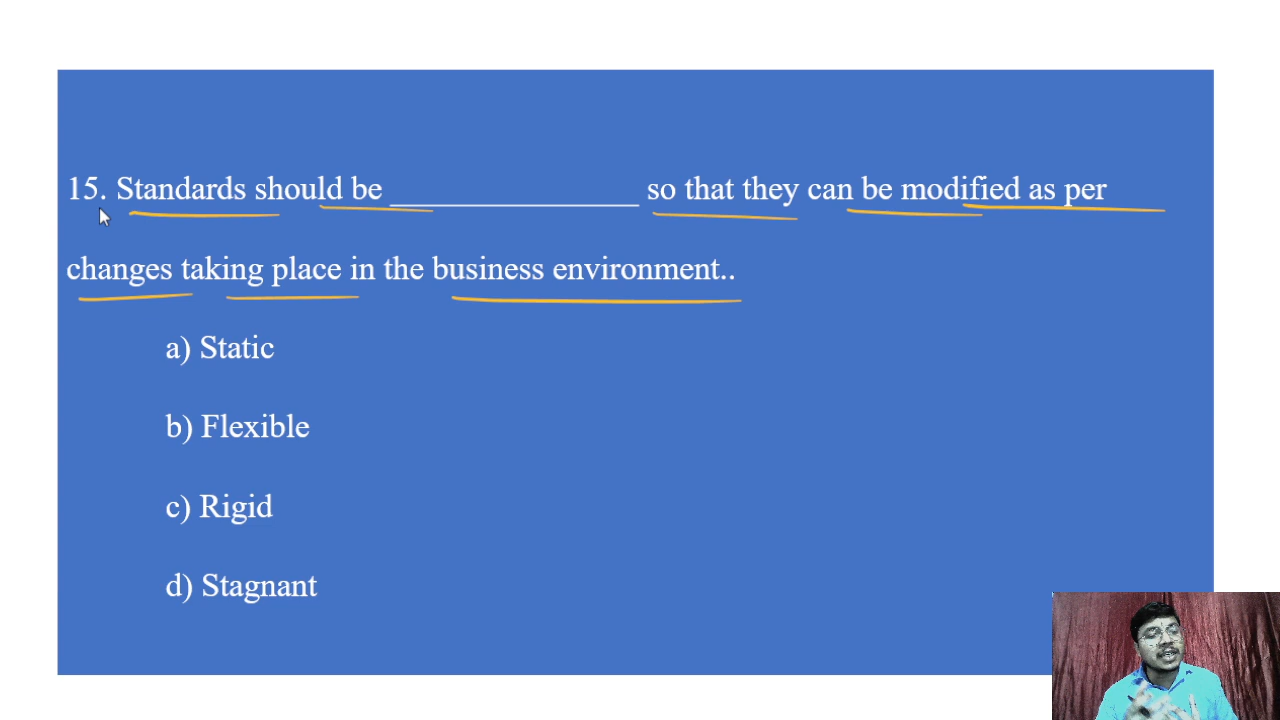 15. Standards should be _______________ so that they can be modified as per
changes taking place in the business environment..
a) Static
b) Flexible
c) Rigid
d) Stagnant